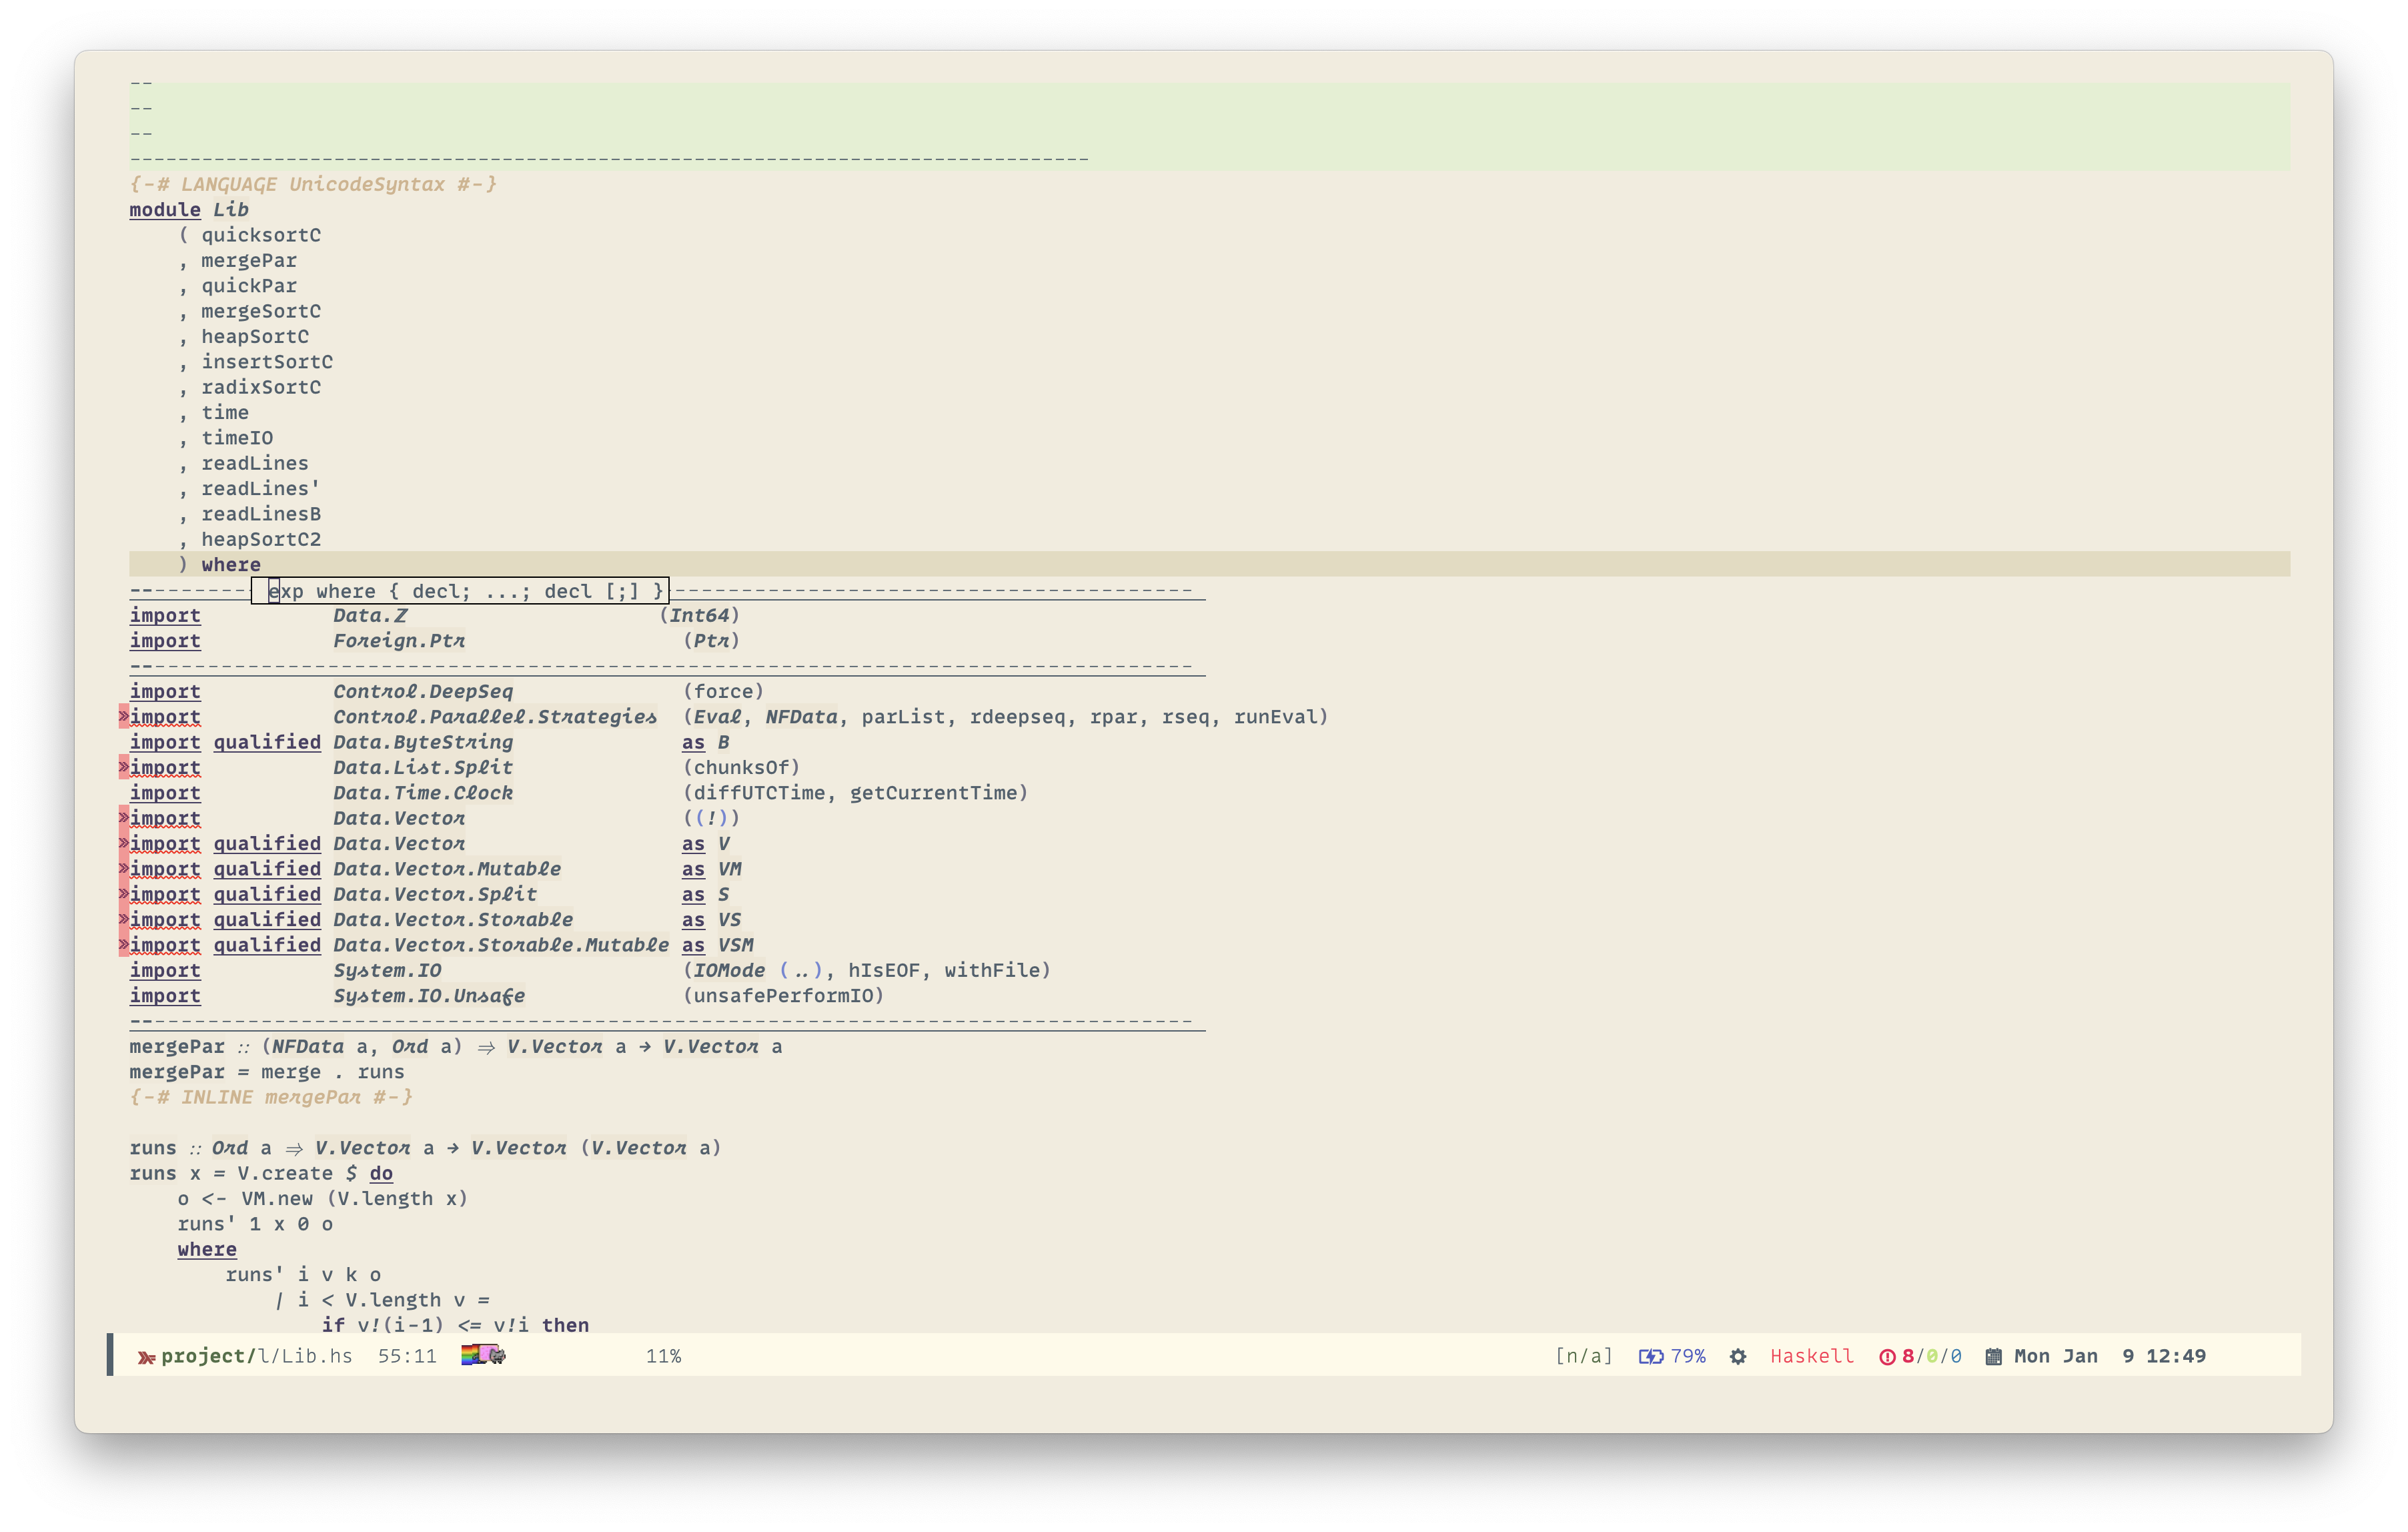 --
--
--
--------------------------------------------------------------------------------
{-# LANGUAGE UnicodeSyntax #-}
module Lib
    ( quicksortC
    , mergePar
    , quickPar
    , mergeSortC
    , heapSortC
    , insertSortC
    , radixSortC
    , time
    , timeIO
    , readLines
    , readLines'
    , readLinesB
    , heapSortC2
    ) where
---------- exp where { decl; ...; decl [;] } --------------------------------------------
import           Data.ℤ                   (Int64)
import           Foreign.Ptr                  (Ptr)
-----------------------------------------------------------------------------------------
import           Control.DeepSeq              (force)
»import           Control.Parallel.Strategies  (Eval, NFData, parList, rdeepseq, rpar, rseq, runEval)
import qualified Data.ByteString              as B
»import           Data.List.Split              (chunksOf)
import           Data.Time.Clock              (diffUTCTime, getCurrentTime)
»import           Data.Vector                  ((!))
»import qualified Data.Vector                  as V
»import qualified Data.Vector.Mutable          as VM
»import qualified Data.Vector.Split            as S
»import qualified Data.Vector.Storable         as VS
»import qualified Data.Vector.Storable.Mutable as VSM
import           System.IO                    (IOMode (..), hIsEOF, withFile)
import           System.IO.Unsafe             (unsafePerformIO)
-----------------------------------------------------------------------------------------
mergePar :: (NFData a, Ord a) ⇒ V.Vector a → V.Vector a
mergePar = merge . runs
{-# INLINE mergePar #-}
runs :: Ord a ⇒ V.Vector a → V.Vector (V.Vector a)
runs x = V.create $ do
    o <- VM.new (V.length x)
    runs' 1 x 0 o
    where
        runs' i v k o
            | i < V.length v =
                if v!(i-1) <= v!i then
project/l/Lib.hs  55:11  11%  [n/a]  79%  Haskell  8/0/0  Mon Jan  9 12:49